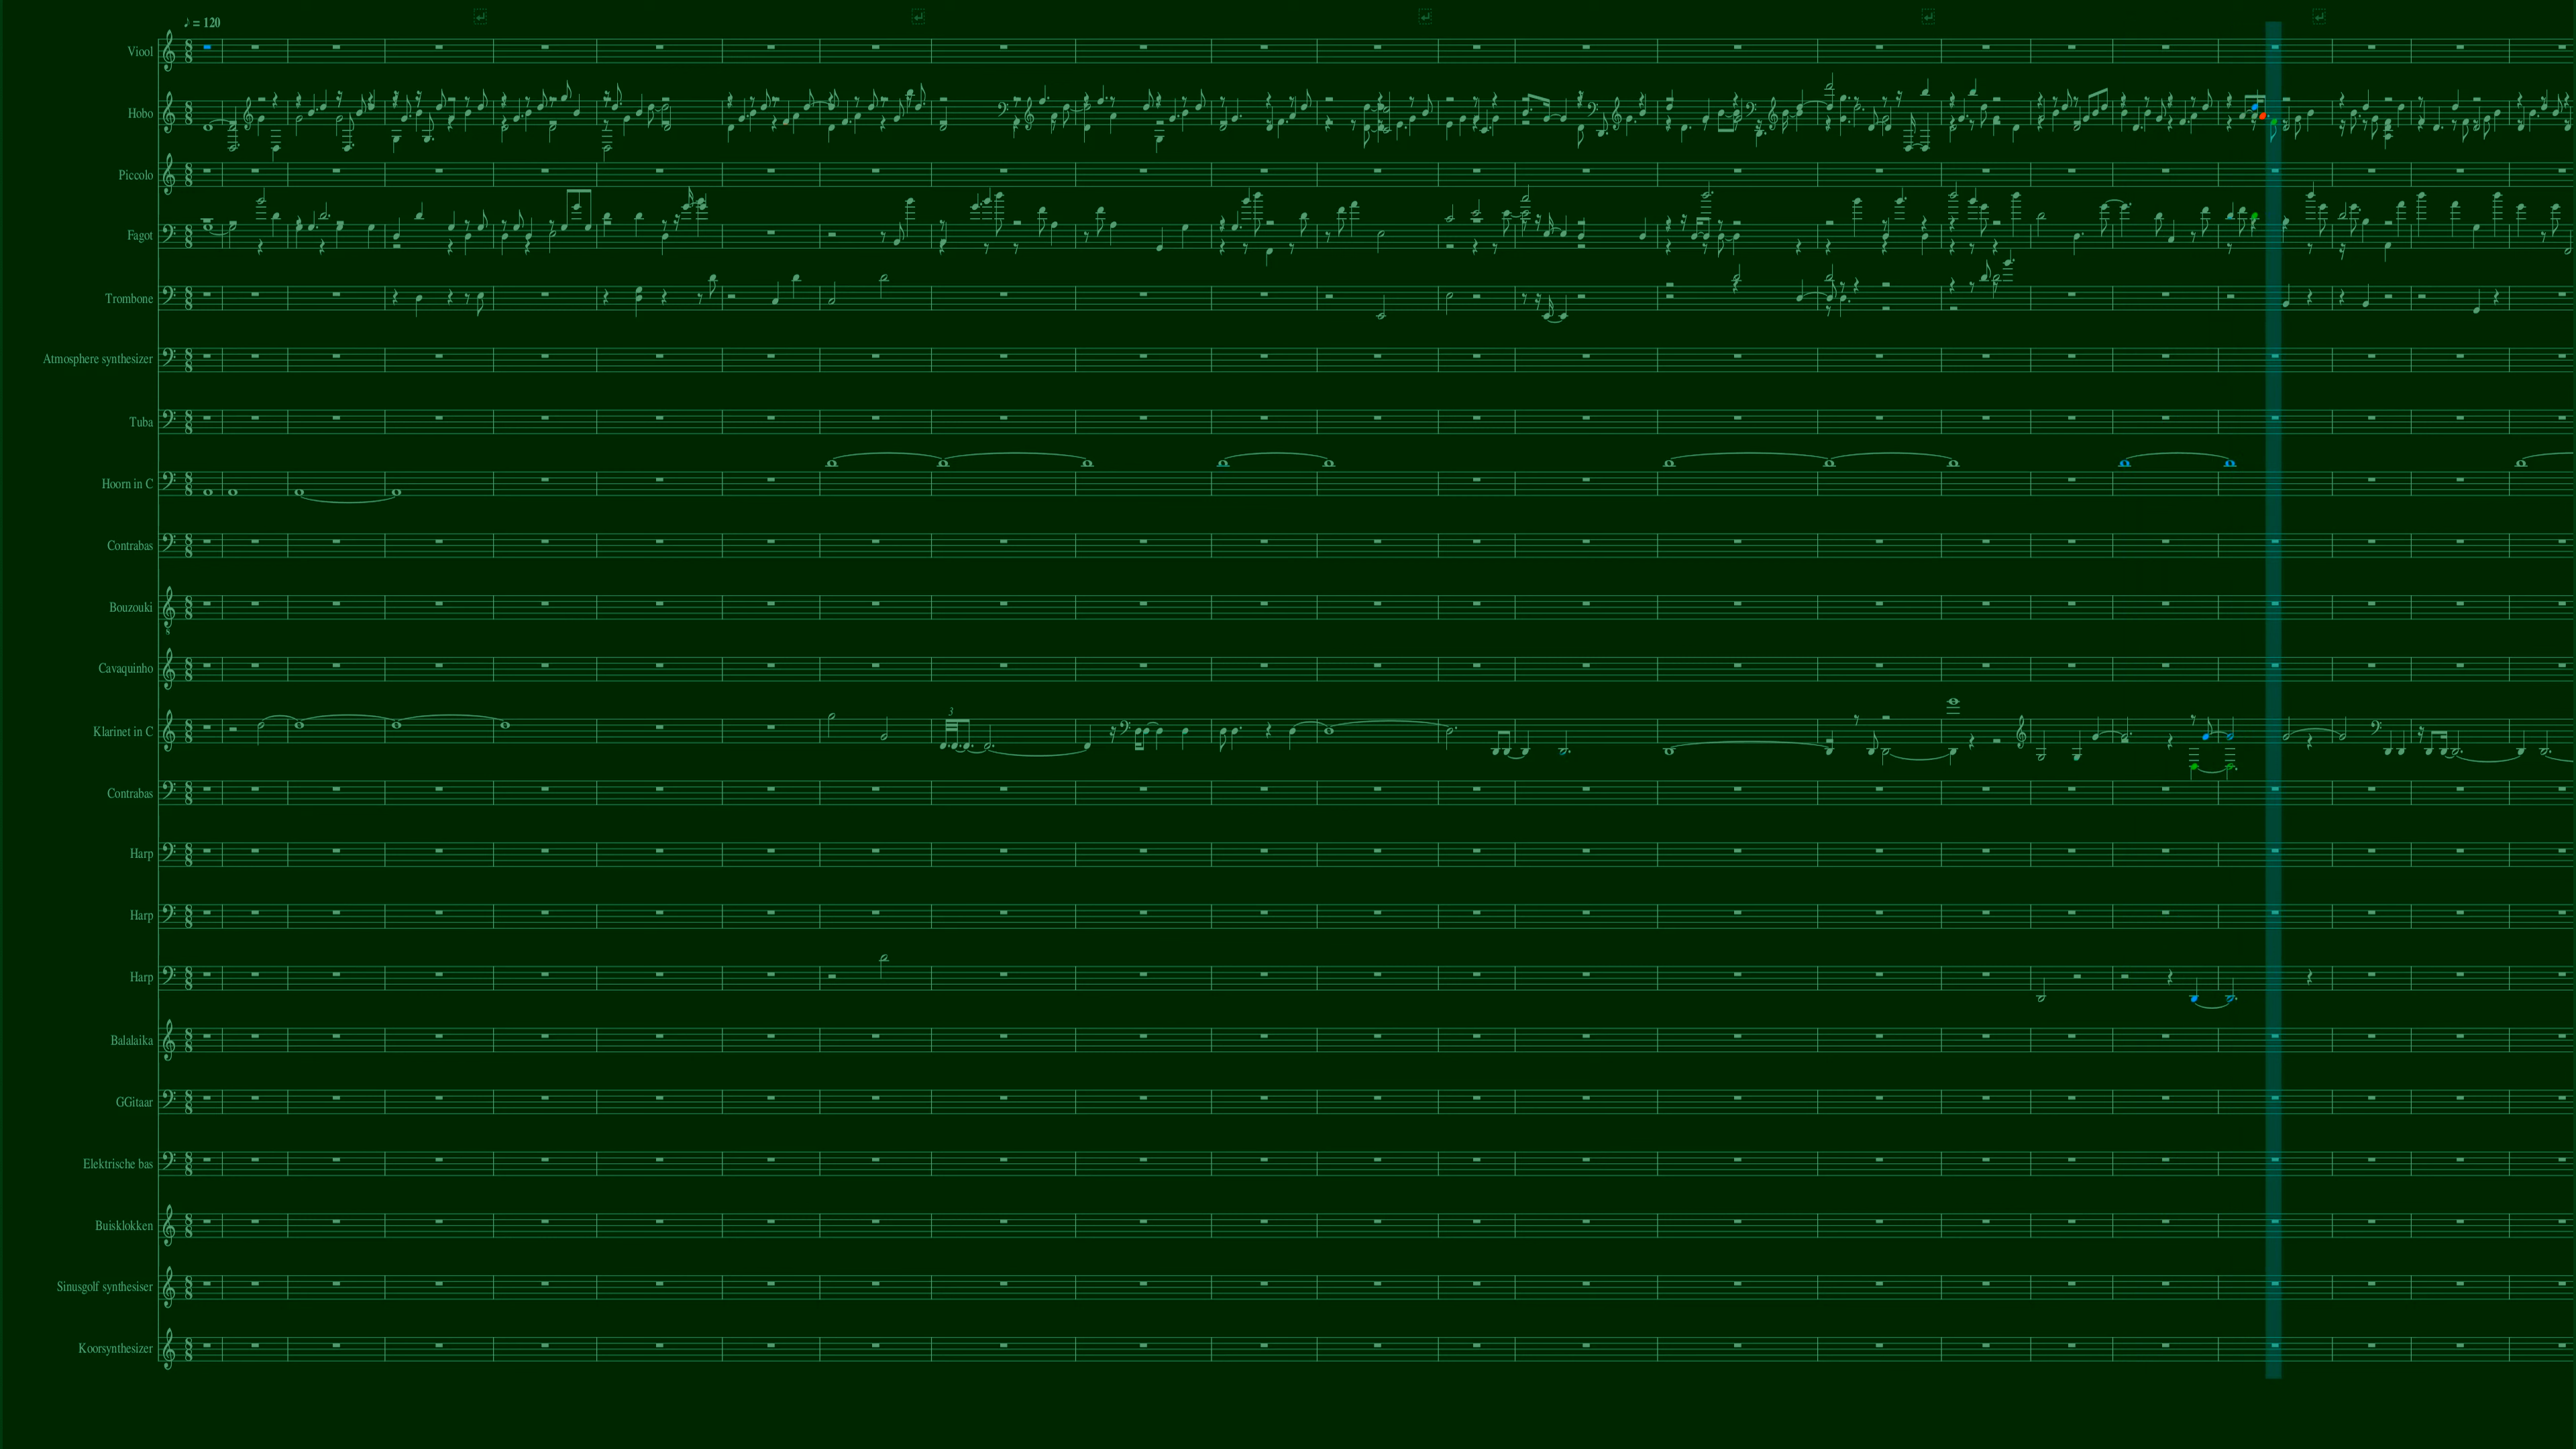 ♪ = 120
Viool
Hobo
Piccolo
Fagot
Trombone
Atmosphere synthesizer
Tuba
Hoorn in C
Contrabas
Bouzouki
Cavaquinho
3
Klarinet in C
Contrabas
Harp
Harp
Harp
Balalaika
GGitaar
Elektrische bas
Buisklokken
Sinusgolf synthesiser
Koorsynthesizer